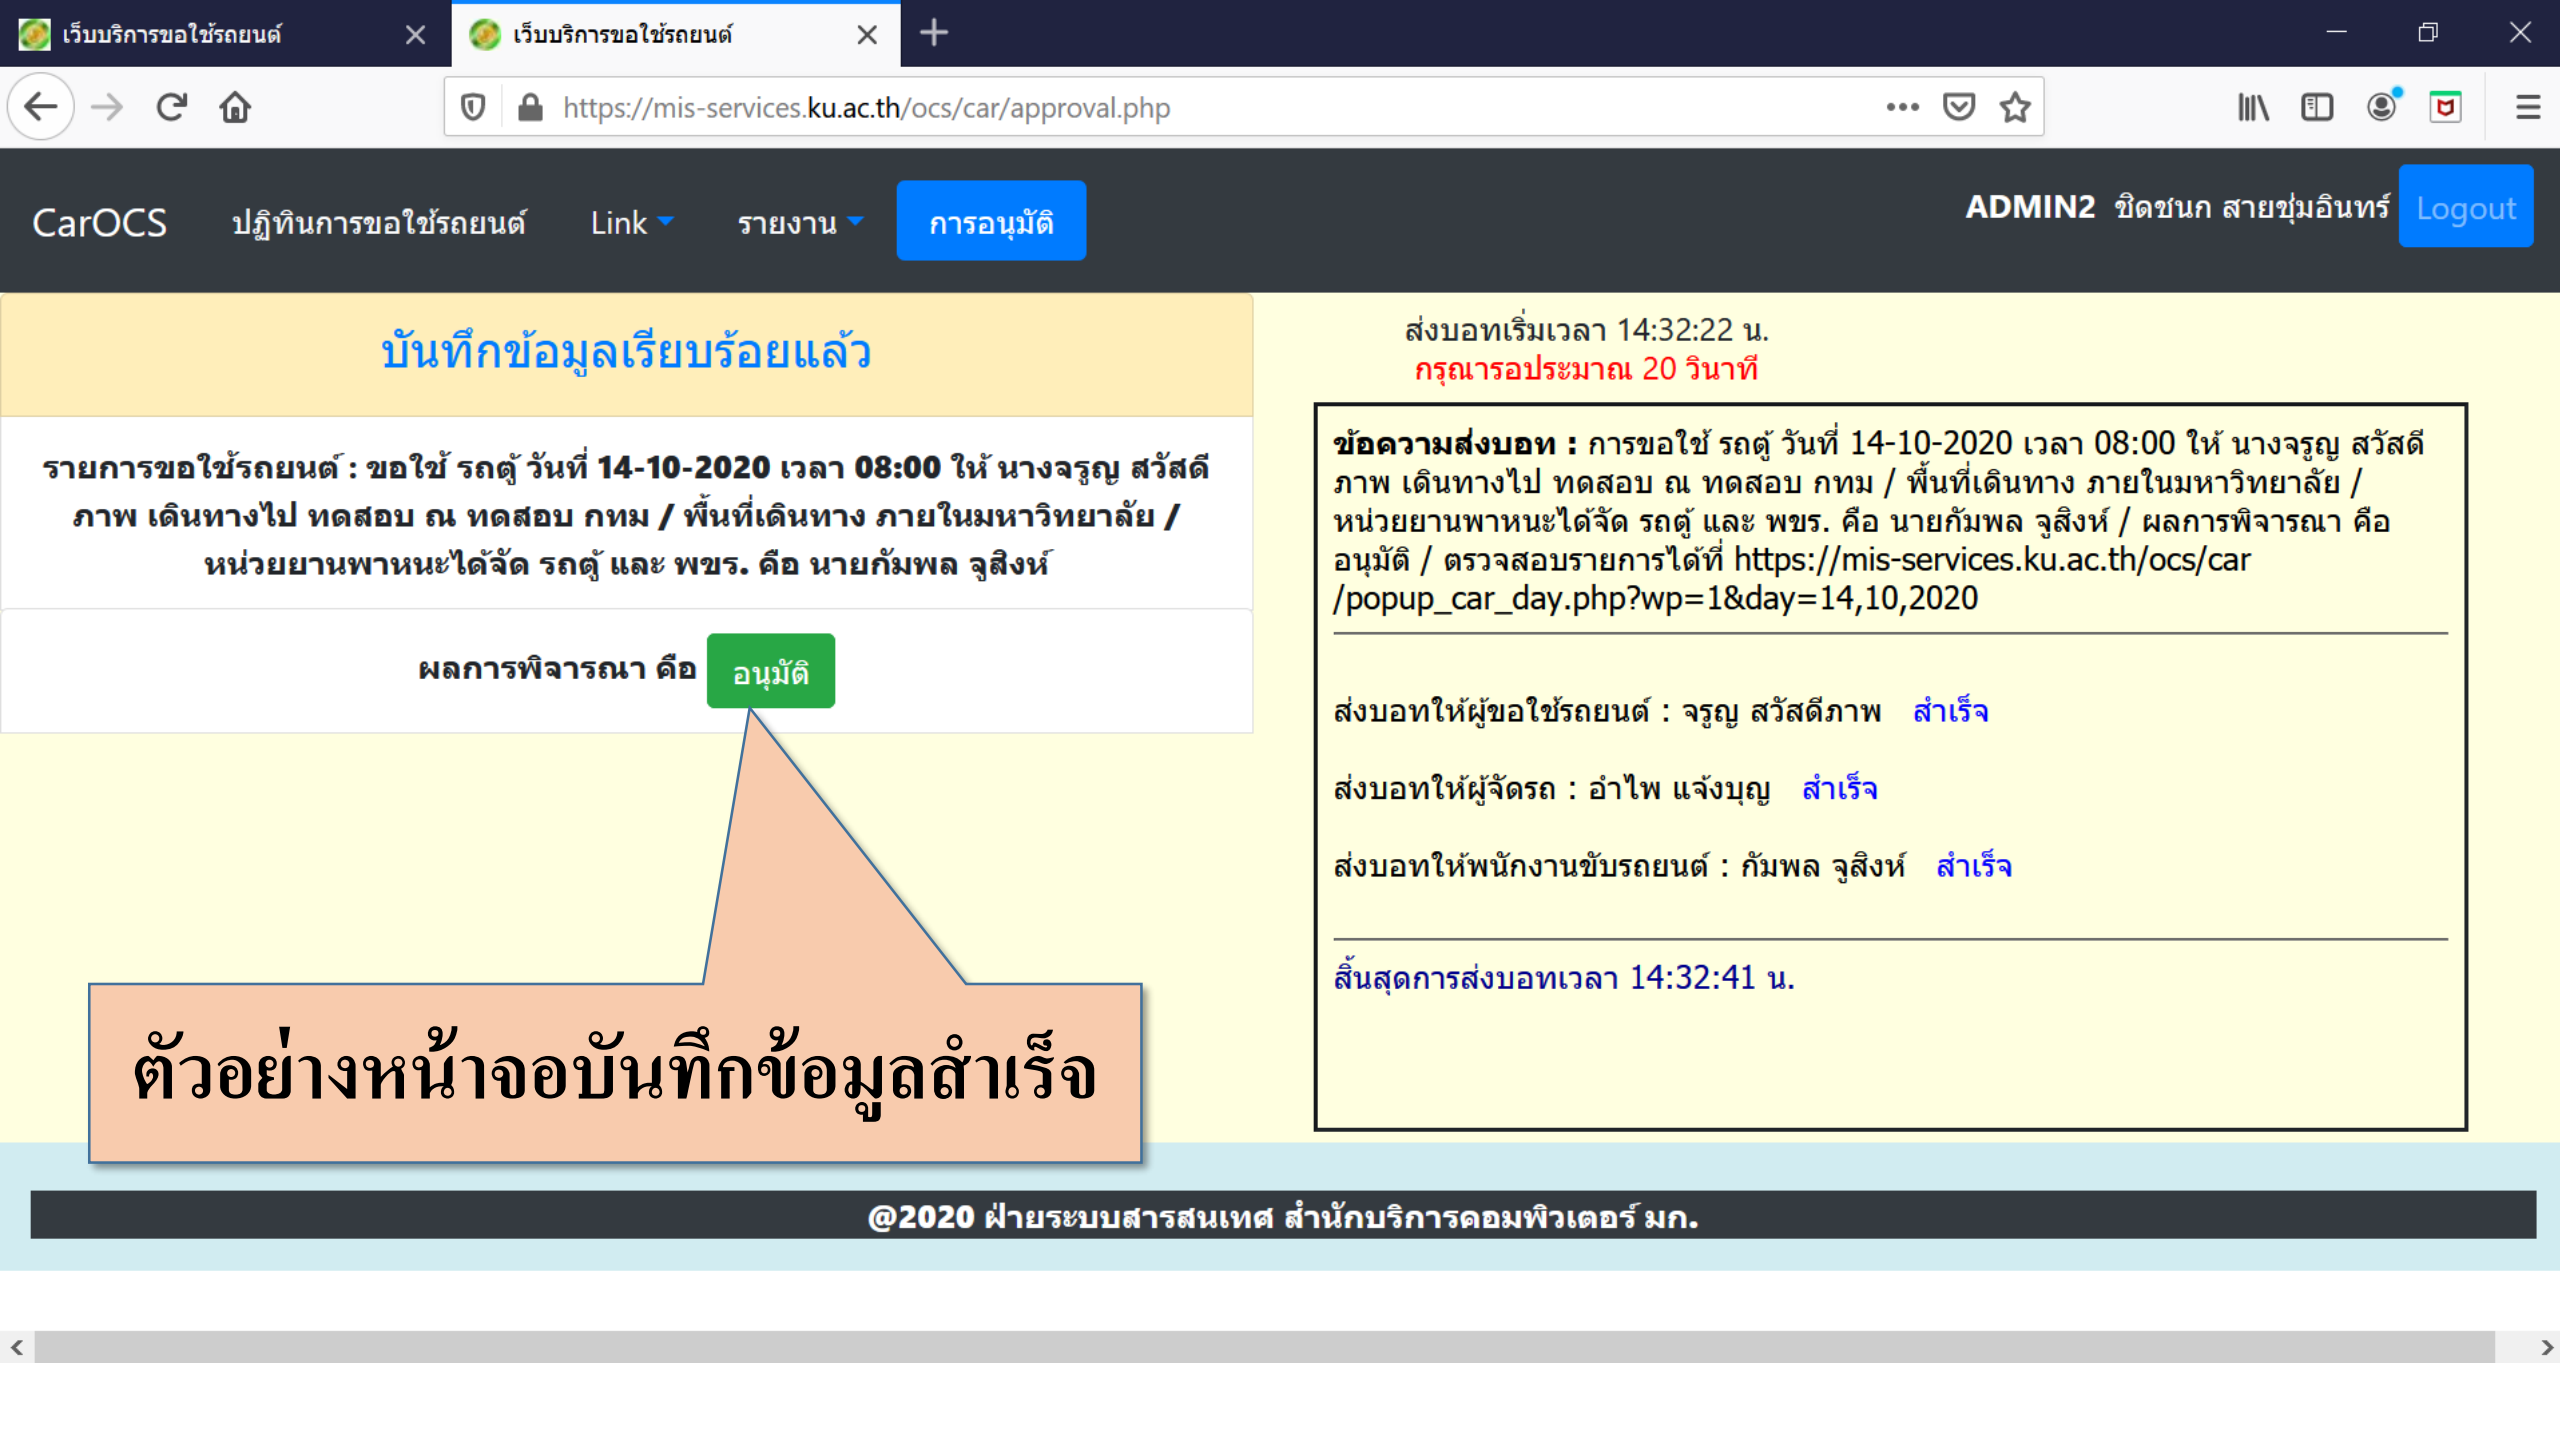 เว็บบริการขอใช้รถยนต์
เว็บบริการขอใช้รถยนต์
https://mis-services.ku.ac.th/ocs/car/approval.php
CarOCS ปฏิทินการขอใช้รถยนต์ Link รายงาน การอนุมัติ
ADMIN2 ชิดชนก สายชุ่มอินทร์ Logout
บันทึกข้อมูลเรียบร้อยแล้ว
รายการขอใช้รถยนต์ : ขอใช้ รถตู้ วันที่ 14-10-2020 เวลา 08:00 ให้ นางจรูญ สวัสดี
ภาพ เดินทางไป ทดสอบ ณ ทดสอบ กทม / พื้นที่เดินทาง ภายในมหาวิทยาลัย /
หน่วยยานพาหนะได้จัด รถตู้ และ พขร. คือ นายกัมพล จูสิงห์
ผลการพิจารณา คือ อนุมัติ
ตัวอย่างหน้าจอบันทึกข้อมูลสำเร็จ
ส่งบอทเริ่มเวลา 14:32:22 น.
กรุณารอประมาณ 20 วินาที
ข้อความส่งบอท : การขอใช้ รถตู้ วันที่ 14-10-2020 เวลา 08:00 ให้ นางจรูญ สวัสดี
ภาพ เดินทางไป ทดสอบ ณ ทดสอบ กทม / พื้นที่เดินทาง ภายในมหาวิทยาลัย /
หน่วยยานพาหนะได้จัด รถตู้ และ พขร. คือ นายกัมพล จูสิงห์ / ผลการพิจารณา คือ
อนุมัติ / ตรวจสอบรายการได้ที่ https://mis-services.ku.ac.th/ocs/car
/popup_car_day.php?wp=1&day=14,10,2020
ส่งบอทให้ผู้ขอใช้รถยนต์ : จรูญ สวัสดีภาพ สำเร็จ
ส่งบอทให้ผู้จัดรถ : อำไพ แจ้งบุญ สำเร็จ
ส่งบอทให้พนักงานขับรถยนต์ : กัมพล จูสิงห์ สำเร็จ
สิ้นสุดการส่งบอทเวลา 14:32:41 น.
@2020 ฝ่ายระบบสารสนเทศ สำนักบริการคอมพิวเตอร์ มก.